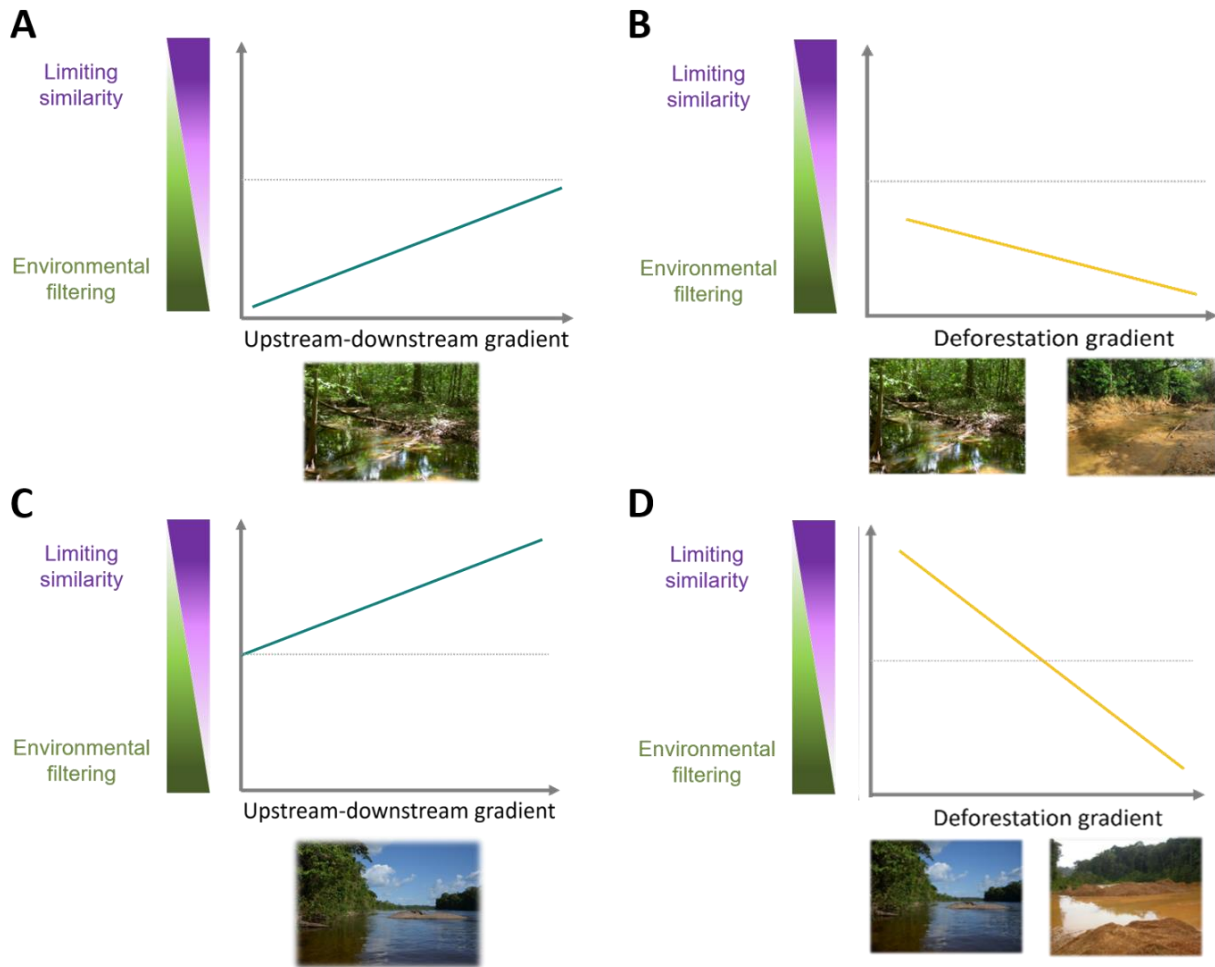 A
Limiting
similarity
Environmental
filtering
Upstream-downstream gradient
B
Limiting
similarity
Environmental
filtering
Deforestation gradient
C
Limiting
similarity
Environmental
filtering
Upstream-downstream gradient
D
Limiting
similarity
Environmental
filtering
Deforestation gradient